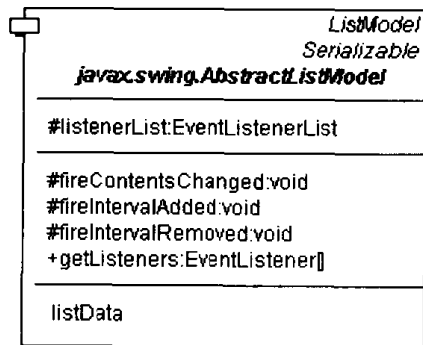 ListModel
Serializable
javax.swing.AbstractListModel
#listenerList:EventListenerList
#fireContentsChanged:void
#fireIntervalAdded:void
#fireIntervalRemoved:void
+getListeners:EventListener[]
listData